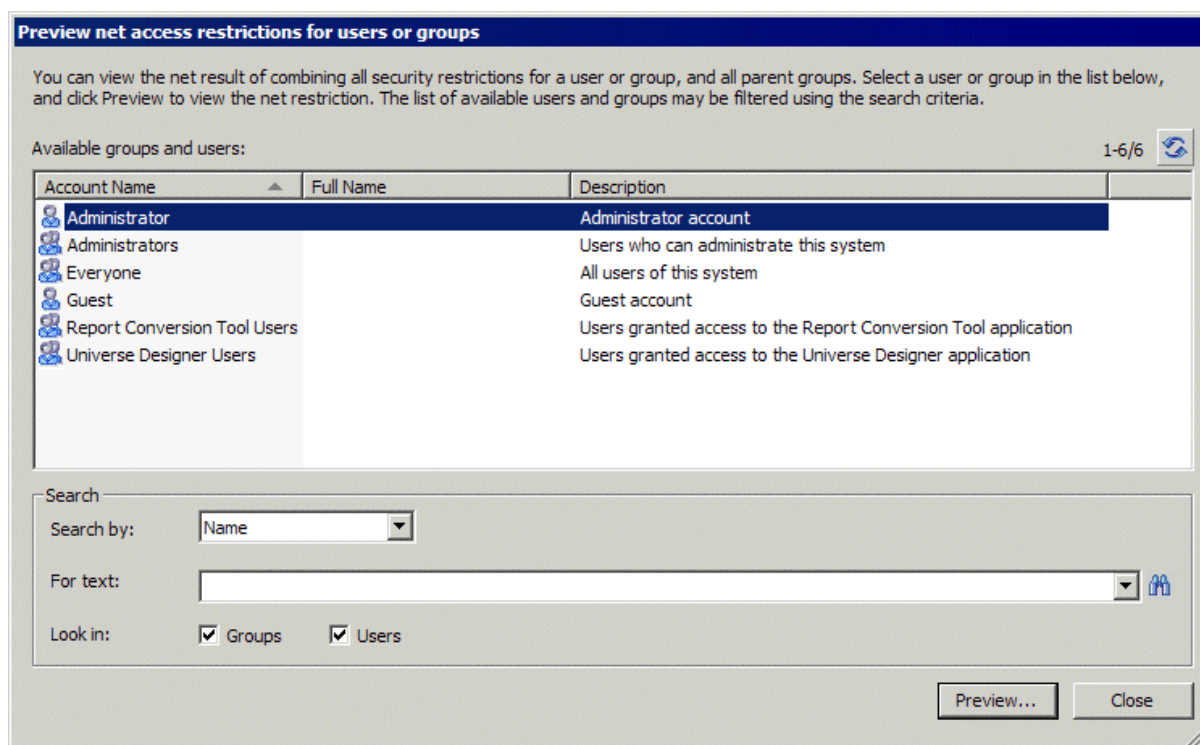 Preview net access restrictions for users or groups
You can view the net result of combining all security restrictions for a user or group, and all parent groups. Select a user or group in the list below,
and click Preview to view the net restriction. The list of available users and groups may be filtered using the search criteria.
Available groups and users: 1-6/6
Account Name Full Name Description
Administrator Administrator account
Administrators Users who can administrate this system
Everyone All users of this system
Guest Guest account
Report Conversion Tool Users Users granted access to the Report Conversion Tool application
Universe Designer Users Users granted access to the Universe Designer application
Search
Search by: Name
For text:
Look in: Groups Users
Preview... Close